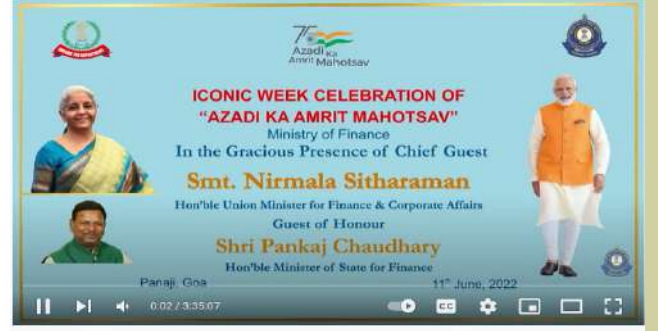 75
Azadi Ka
Amrit Mahotsav
ICONIC WEEK CELEBRATION OF
“AZADI KA AMRIT MAHOTSAV”
Ministry of Finance
In the Gracious Presence of Chief Guest
Smt. Nirmala Sitharaman
Hon'ble Union Minister for Finance & Corporate Affairs
Guest of Honour
Shri Pankaj Chaudhary
Hon'ble Minister of State for Finance
Panaji, Goa
11th June, 2022
0:02 / 3:35:07
CC